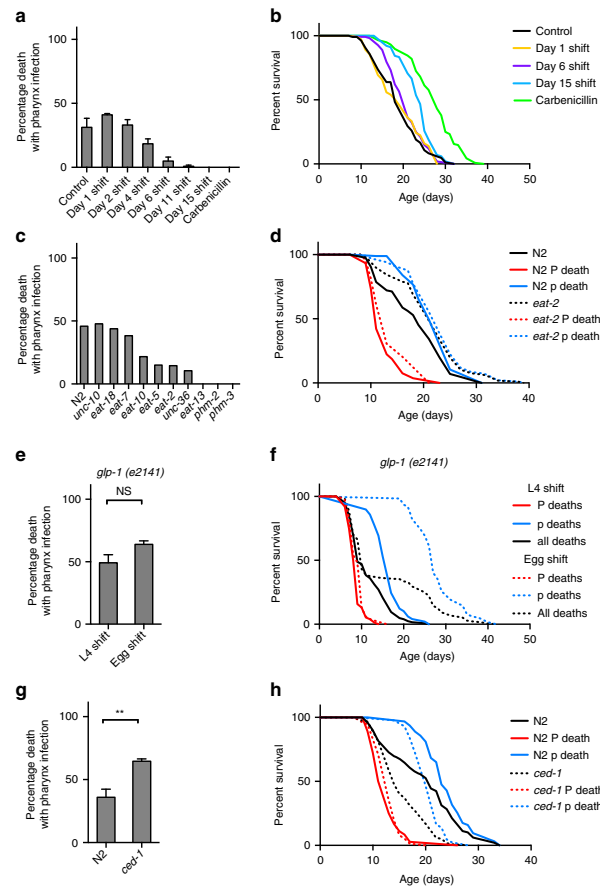 a
Percentage death
with pharynx infection
100
50
0
Control
Day 1 shift
Day 2 shift
Day 4 shift
Day 6 shift
Day 11 shift
Day 15 shift
Carbenicillin
b
Percent survival
100
50
0
0 10 20 30 40 50
Age (days)
Control
Day 1 shift
Day 6 shift
Day 15 shift
Carbenicillin
c
Percentage death
with pharynx infection
100
50
0
N2
unc-10
eat-18
eat-7
eat-10
eat-5
eat-2
unc-36
eat-13
phm-2
phm-3
d
Percent survival
100
50
0
0 10 20 30 40
Age (days)
N2
N2 P death
N2 p death
eat-2
eat-2 P death
eat-2 p death
e
glp-1 (e2141)
Percentage death
with pharynx infection
100
50
0
NS
L4 shift
Egg shift
f
glp-1 (e2141)
Percent survival
100
50
0
0 10 20 30 40 50
Age (days)
L4 shift
P deaths
p deaths
all deaths
Egg shift
P deaths
p deaths
All deaths
g
Percentage death
with pharynx infection
100
50
0
**
N2
ced-1
h
Percent survival
100
50
0
0 10 20 30 40
Age (days)
N2
N2 P death
N2 p death
ced-1
ced-1 P death
ced-1 p death